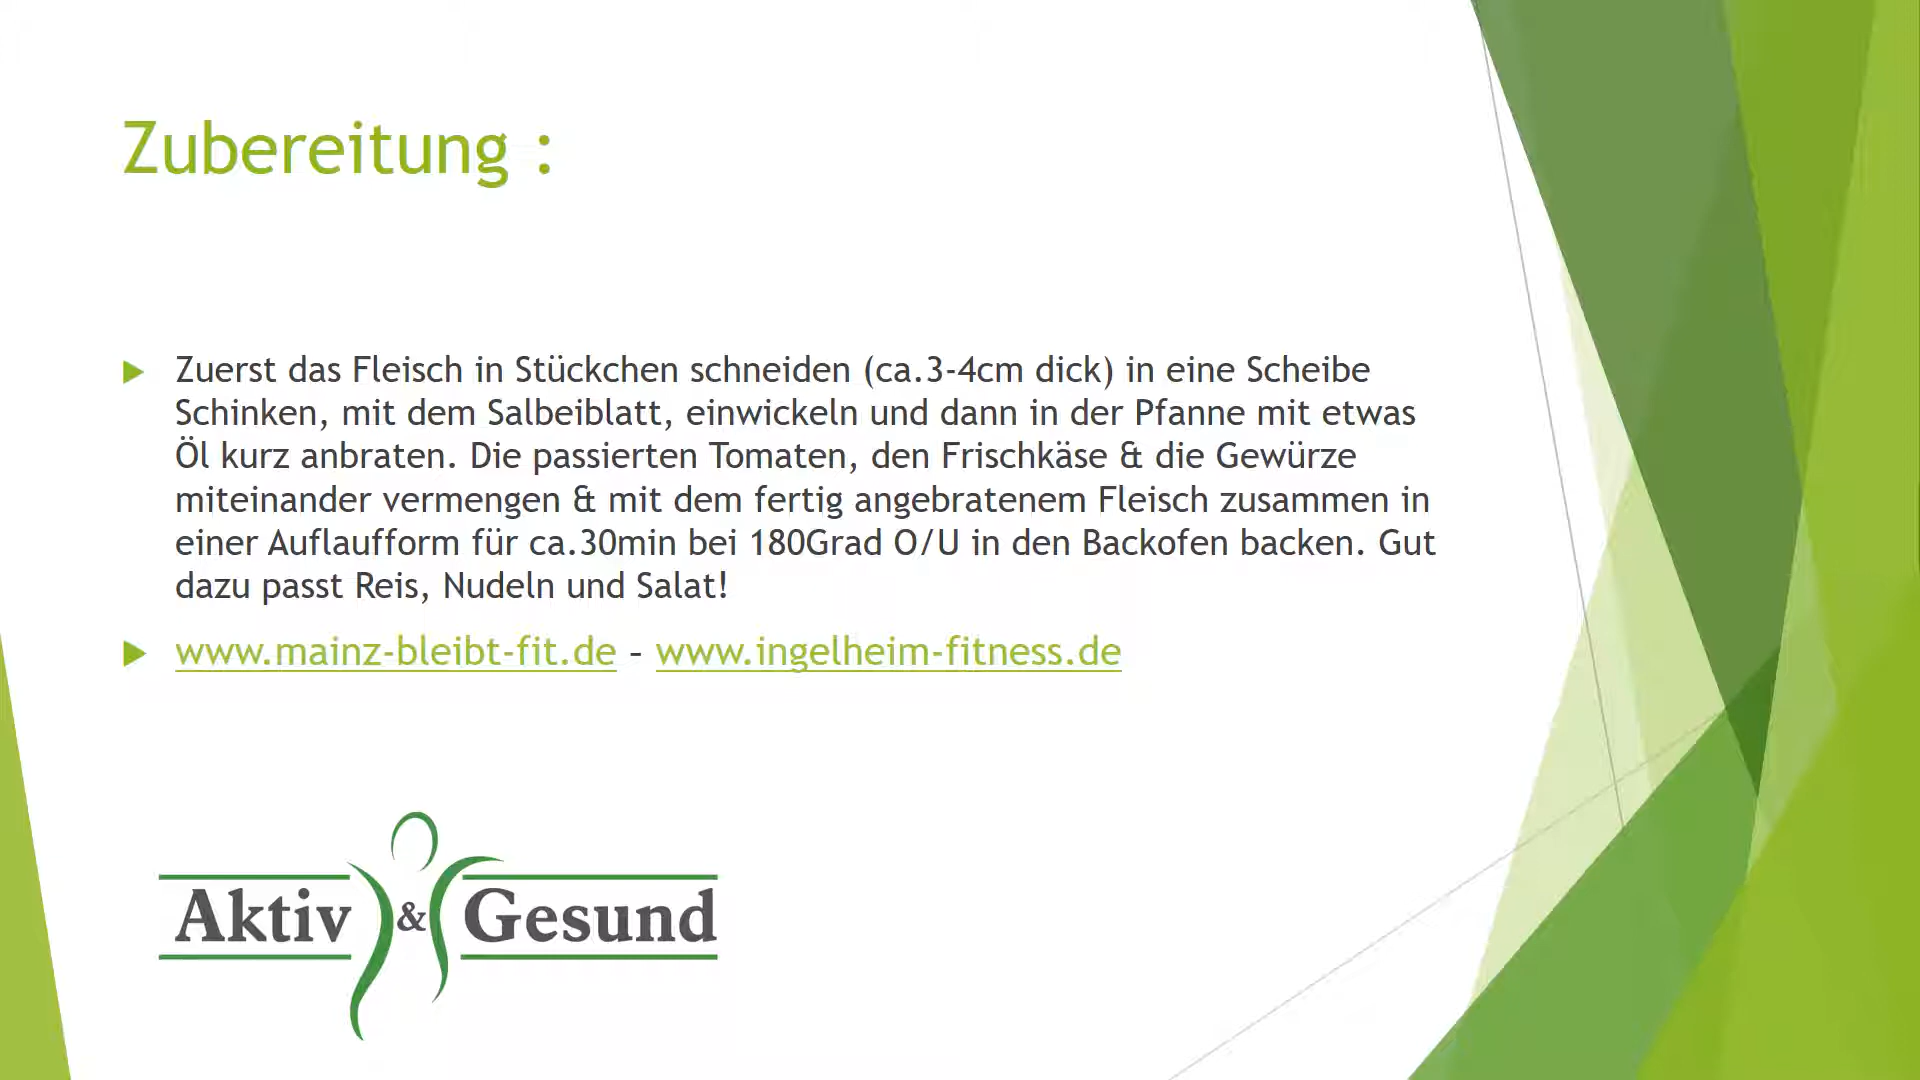 Zubereitung :
Zuerst das Fleisch in Stückchen schneiden (ca.3-4cm dick) in eine Scheibe
Schinken, mit dem Salbeiblatt, einwickeln und dann in der Pfanne mit etwas
Öl kurz anbraten. Die passierten Tomaten, den Frischkäse & die Gewürze
miteinander vermengen & mit dem fertig angebratenem Fleisch zusammen in
einer Auflaufform für ca.30min bei 180Grad O/U in den Backofen backen. Gut
dazu passt Reis, Nudeln und Salat!
www.mainz-bleibt-fit.de – www.ingelheim-fitness.de
Aktiv & Gesund